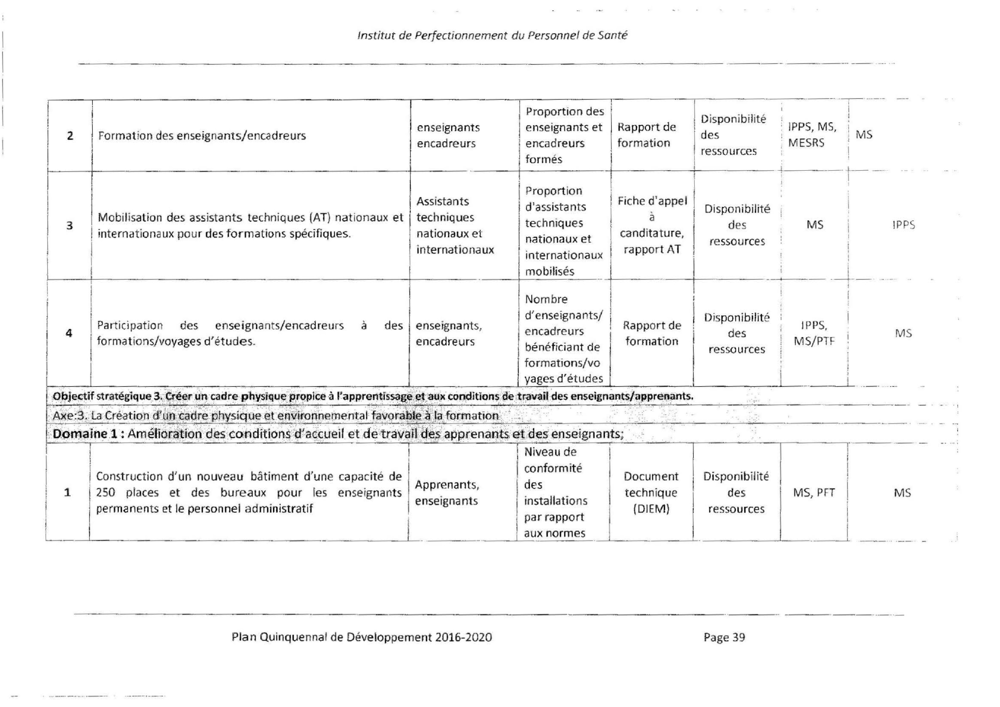 Institut de Perfectionnement du Personnel de Santé
2
Formation des enseignants/encadreurs
enseignants
encadreurs
Proportion des
enseignants et
encadreurs
formés
Rapport de
formation
Disponibilité
des
ressources
IPPS, MS,
MESRS
MS
3
Mobilisation des assistants techniques (AT) nationaux et
internationaux pour des formations spécifiques.
Assistants
techniques
nationaux et
internationaux
Proportion
d'assistants
techniques
nationaux et
internationaux
mobilisés
Fiche d'appel
à
canditature,
rapport AT
Disponibilité
des
ressources
MS
IPPS
4
Participation des enseignants/encadreurs à des
formations/voyages d'études.
enseignants,
encadreurs
Nombre
d'enseignants/
encadreurs
bénéficiant de
formations/vo
yages d'études
Rapport de
formation
Disponibilité
des
ressources
IPPS,
MS/PTF
MS
Objectif stratégique 3. Créer un cadre physique propice à l'apprentissage et aux conditions de travail des enseignants/apprenants.
Axe:3. La Création d'un cadre physique et environnemental favorable à la formation
Domaine 1 : Amélioration des conditions d'accueil et de travail des apprenants et des enseignants;
1
Construction d'un nouveau bâtiment d'une capacité de
250 places et des bureaux pour les enseignants
permanents et le personnel administratif
Apprenants,
enseignants
Niveau de
conformité
des
installations
par rapport
aux normes
Document
technique
(DIEM)
Disponibilité
des
ressources
MS, PFT
MS
Plan Quinquennal de Développement 2016-2020
Page 39